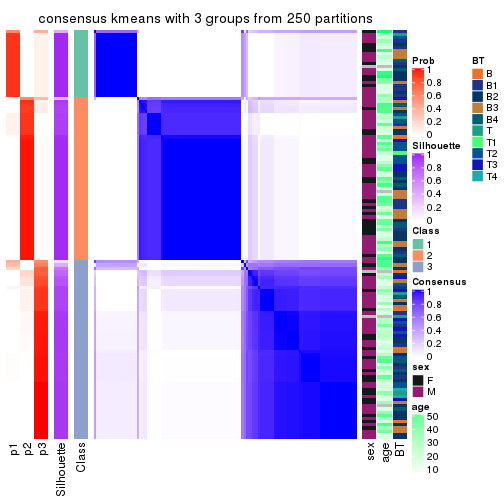 consensus kmeans with 3 groups from 250 partitions
p1
p2
p3
Silhouette
Class
sex
age
BT
Prob
1
0.8
0.6
0.4
0.2
0
Silhouette
1
0.8
0.6
0.4
0.2
0
Class
1
2
3
Consensus
1
0.8
0.6
0.4
0.2
0
sex
F
M
age
50
40
30
20
10
BT
B
B1
B2
B3
B4
T
T1
T2
T3
T4